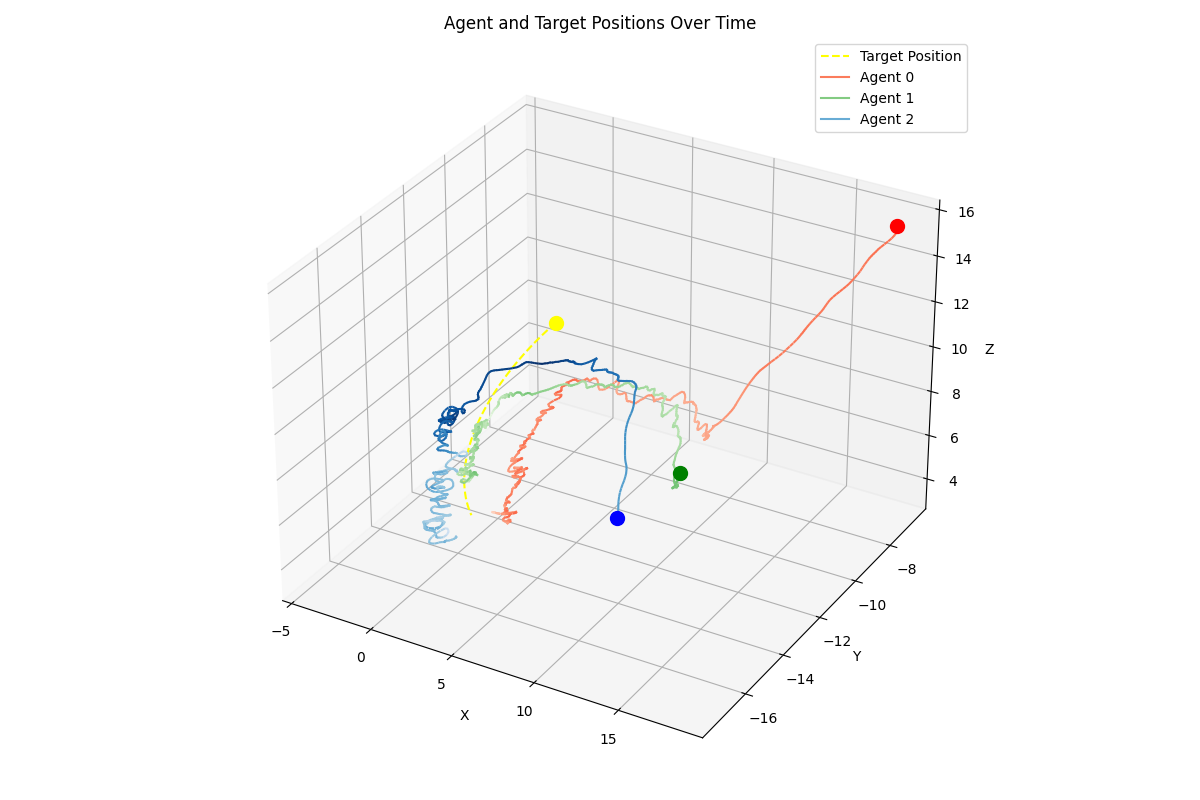 Agent and Target Positions Over Time
Target Position
Agent 0
Agent 1
Agent 2
16
14
12
10
8
6
4
Z
−8
−10
−12
−14
−16
Y
−5
0
5
10
15
X